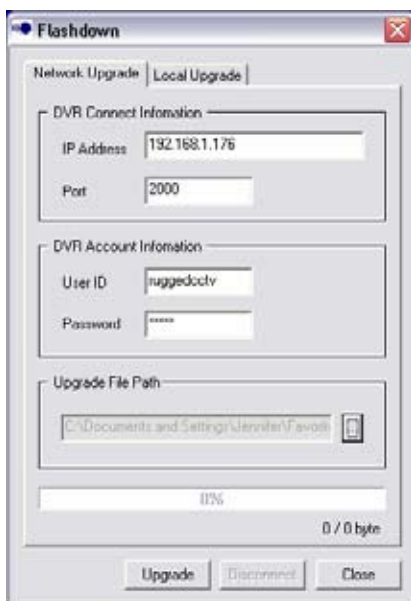 Flashdown
Network Upgrade Local Upgrade
DVR Connect Infomation
IP Address 192.168.1.176
Port 2000
DVR Account Infomation
User ID ruggedcctv
Password *****
Upgrade File Path
C:\Documents and Settings\Jennifer\Favorit
0%
0 / 0 byte
Upgrade Disconnect Close